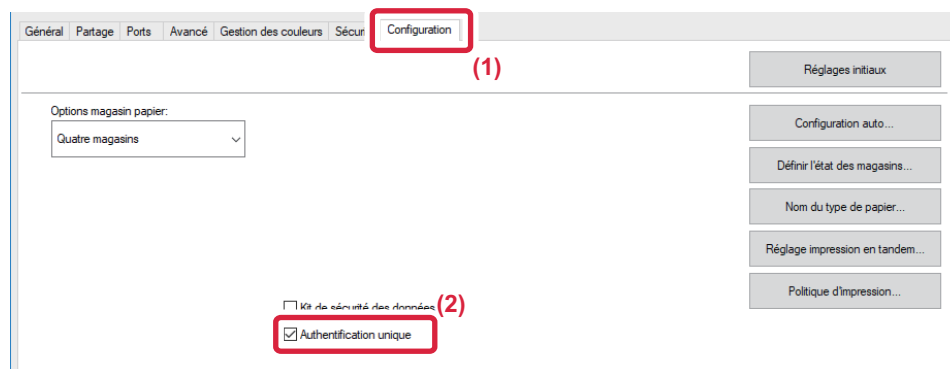 Général Partage Ports Avancé Gestion des couleurs Sécur Configuration
(1)
Réglages initiaux
Options magasin papier:
Quatre magasins
Configuration auto...
Définir l'état des magasins...
Nom du type de papier...
Réglage impression en tandem...
Politique d'impression...
Kit de sécurité des données
(2)
Authentification unique